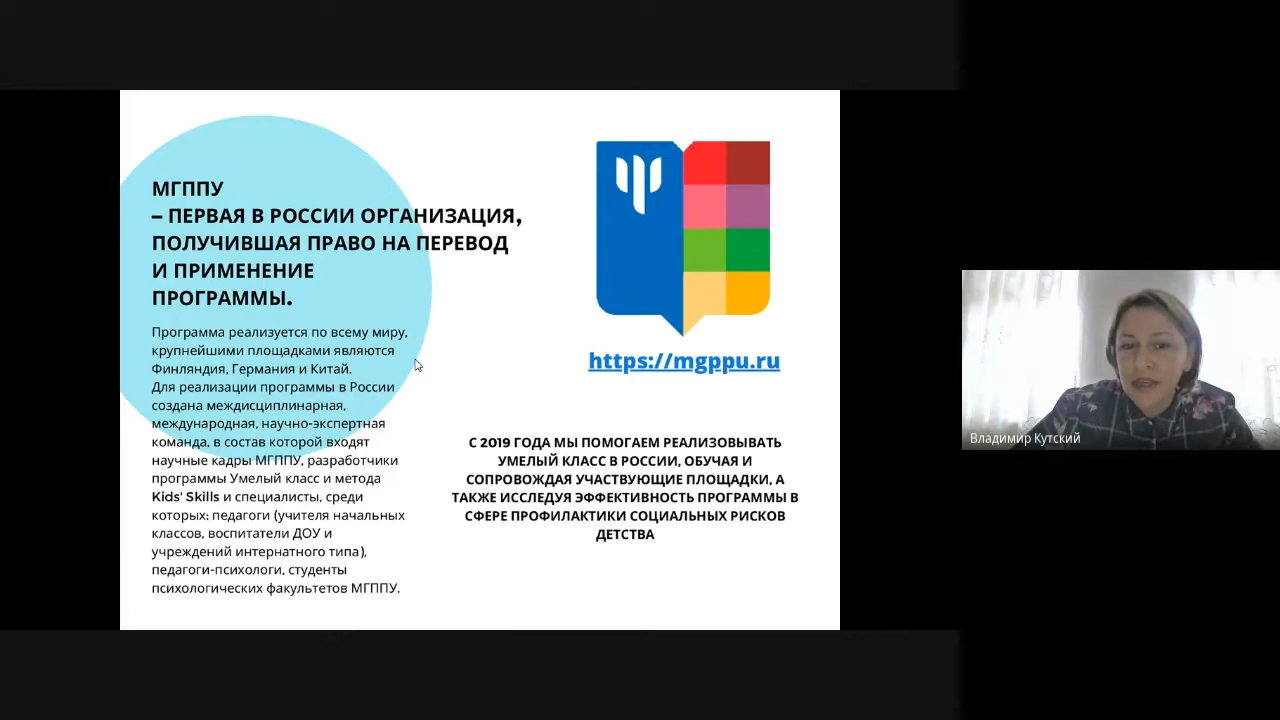 МГППУ
– ПЕРВАЯ В РОССИИ ОРГАНИЗАЦИЯ,
ПОЛУЧИВШАЯ ПРАВО НА ПЕРЕВОД
И ПРИМЕНЕНИЕ
ПРОГРАММЫ.
Программа реализуется по всему миру,
крупнейшими площадками являются
Финляндия, Германия и Китай.
Для реализации программы в России
создана междисциплинарная,
международная, научно-экспертная
команда, в состав которой входят
научные кадры МГППУ, разработчики
программы Умелый класс и метода
Kids' Skills и специалисты, среди
которых: педагоги (учителя начальных
классов, воспитатели ДОУ и
учреждений интернатного типа),
педагоги-психологи, студенты
психологических факультетов МГППУ.
https://mgppu.ru
С 2019 ГОДА МЫ ПОМОГАЕМ РЕАЛИЗОВЫВАТЬ
УМЕЛЫЙ КЛАСС В РОССИИ, ОБУЧАЯ И
СОПРОВОЖДАЯ УЧАСТВУЮЩИЕ ПЛОЩАДКИ, А
ТАКЖЕ ИССЛЕДУЯ ЭФФЕКТИВНОСТЬ ПРОГРАММЫ В
СФЕРЕ ПРОФИЛАКТИКИ СОЦИАЛЬНЫХ РИСКОВ
ДЕТСТВА
Владимир Кутский